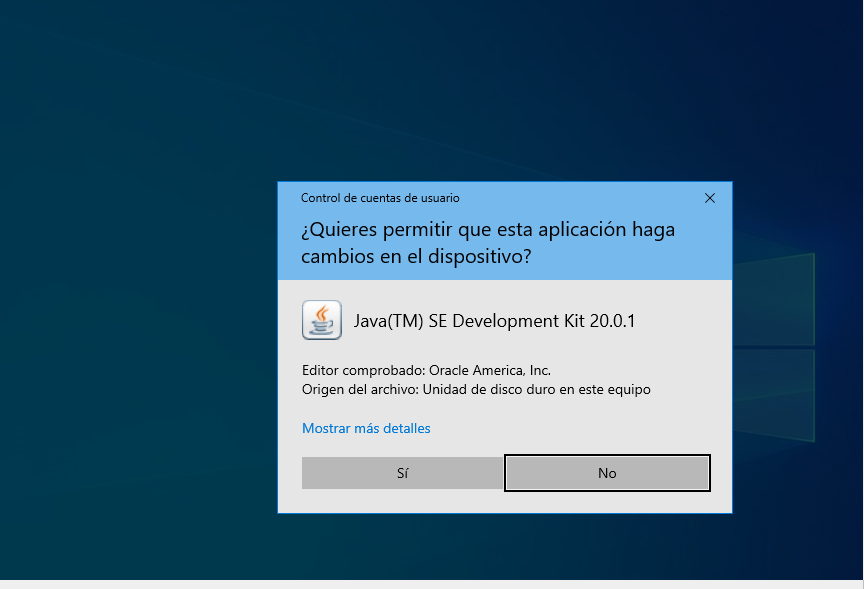 Control de cuentas de usuario
¿Quieres permitir que esta aplicación haga
cambios en el dispositivo?
Java(TM) SE Development Kit 20.0.1
Editor comprobado: Oracle America, Inc.
Origen del archivo: Unidad de disco duro en este equipo
Mostrar más detalles
Sí
No